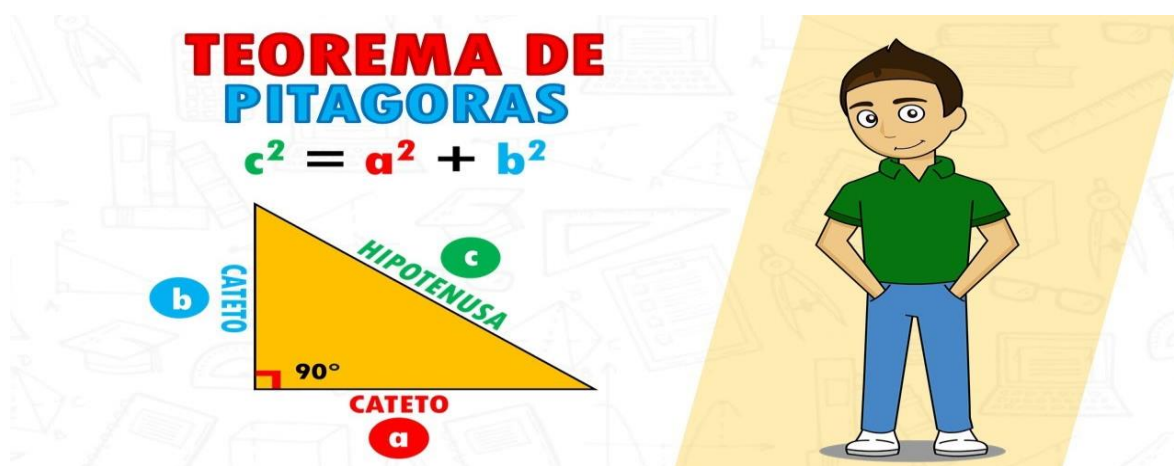 TEOREMA DE
PITAGORAS
c² = a² + b²
HIPOTENUSA
c
CATETO
b
90°
CATETO
a